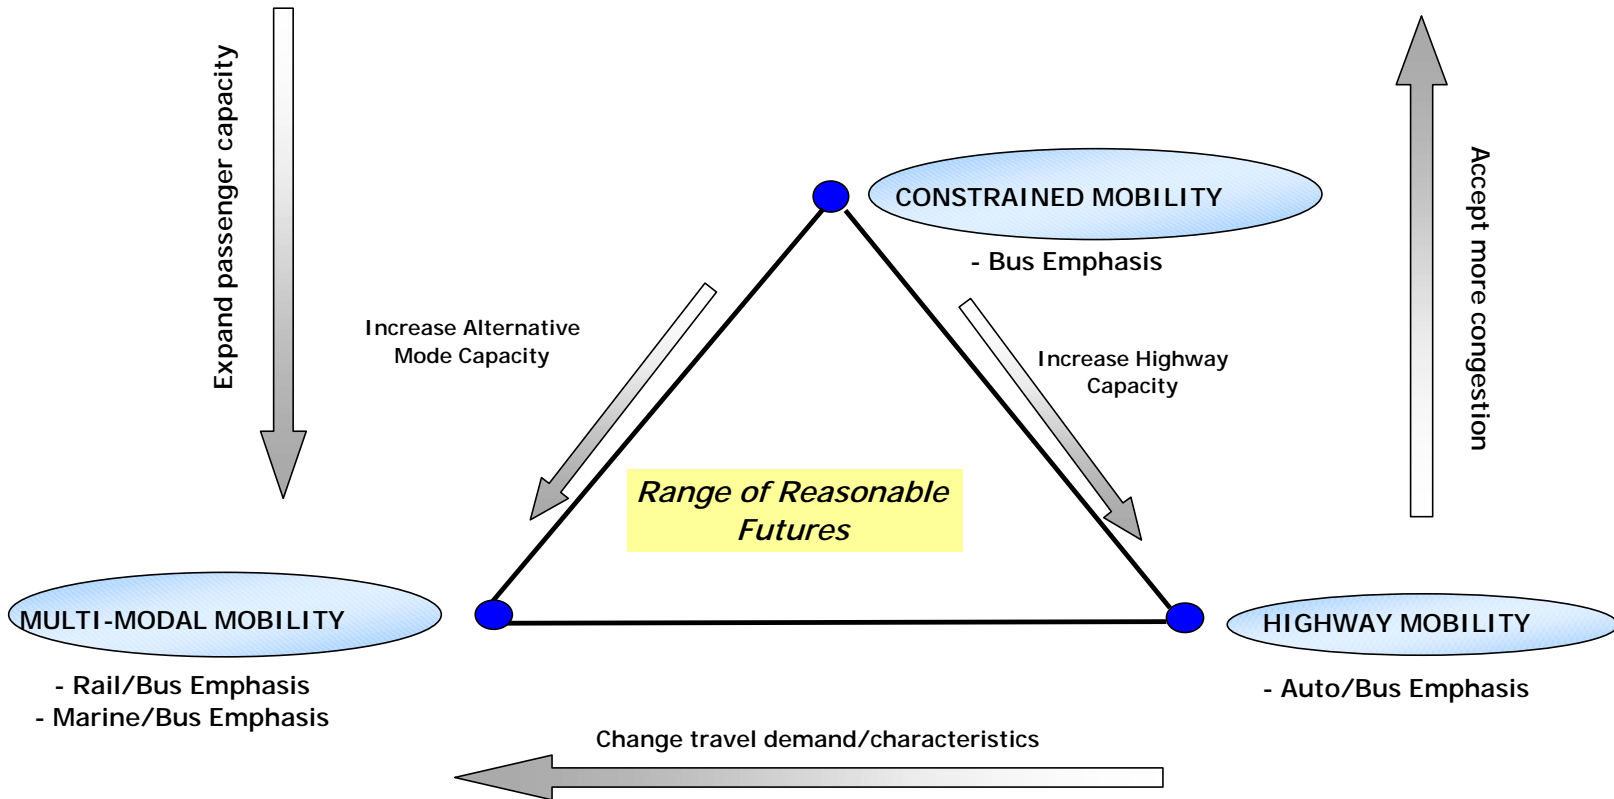 Expand passenger capacity
Accept more congestion
CONSTRAINED MOBILITY
- Bus Emphasis
Increase Alternative
Mode Capacity
Increase Highway
Capacity
Range of Reasonable
Futures
MULTI-MODAL MOBILITY
- Rail/Bus Emphasis
- Marine/Bus Emphasis
HIGHWAY MOBILITY
- Auto/Bus Emphasis
Change travel demand/characteristics